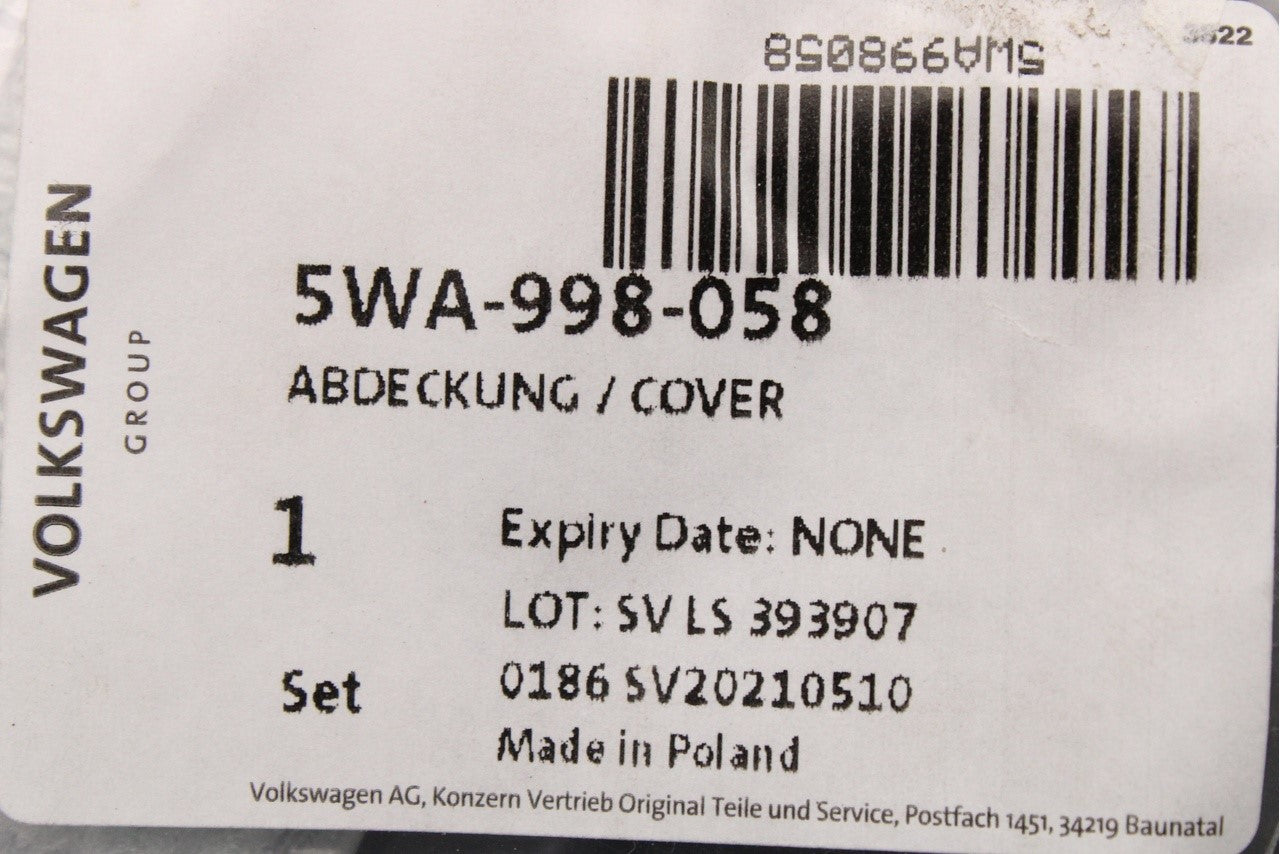 5WA998058
VOLKSWAGEN
GROUP
5WA-998-058
ABDECKUNG / COVER
1
Expiry Date: NONE
LOT: SV LS 393907
Set
0186 SV20210510
Made in Poland
Volkswagen AG, Konzern Vertrieb Original Teile und Service, Postfach 1451, 34219 Baunatal